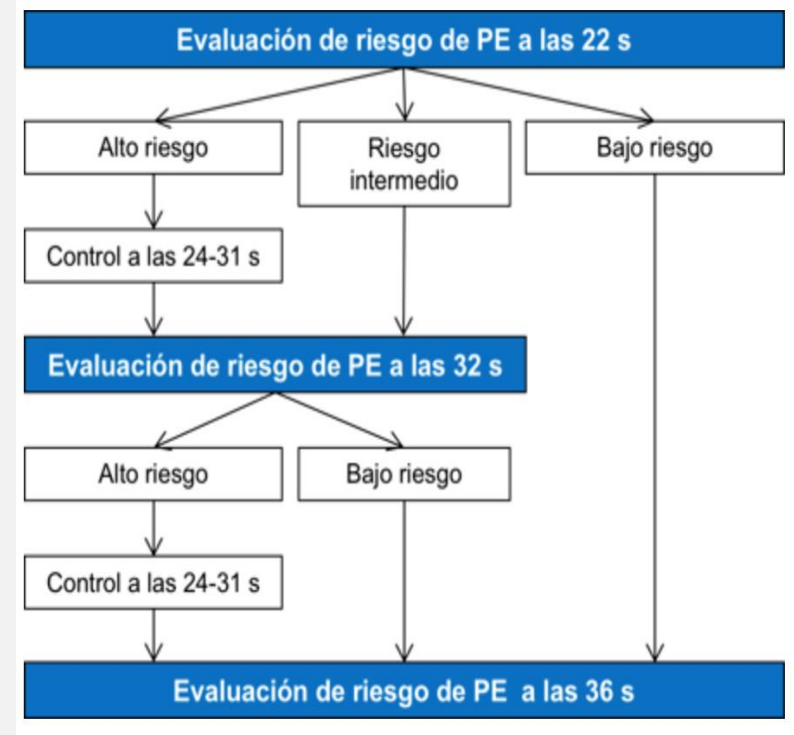 Evaluación de riesgo de PE a las 22 s
Alto riesgo
Riesgo
intermedio
Bajo riesgo
Control a las 24-31 s
Evaluación de riesgo de PE a las 32 s
Alto riesgo
Bajo riesgo
Control a las 24-31 s
Evaluación de riesgo de PE  a las 36 s